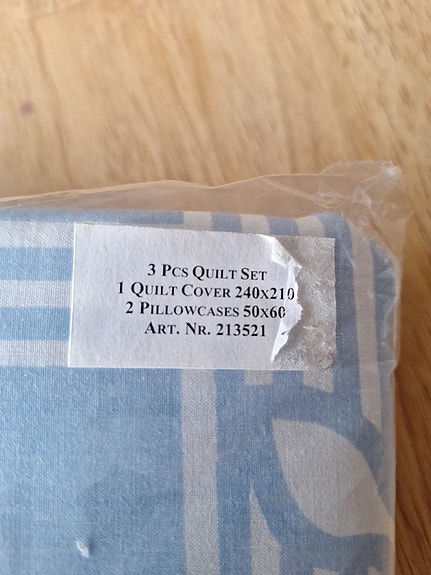 3 Pcs Quilt Set
1 Quilt Cover 240x210
2 Pillowcases 50x60
Art. Nr. 213521